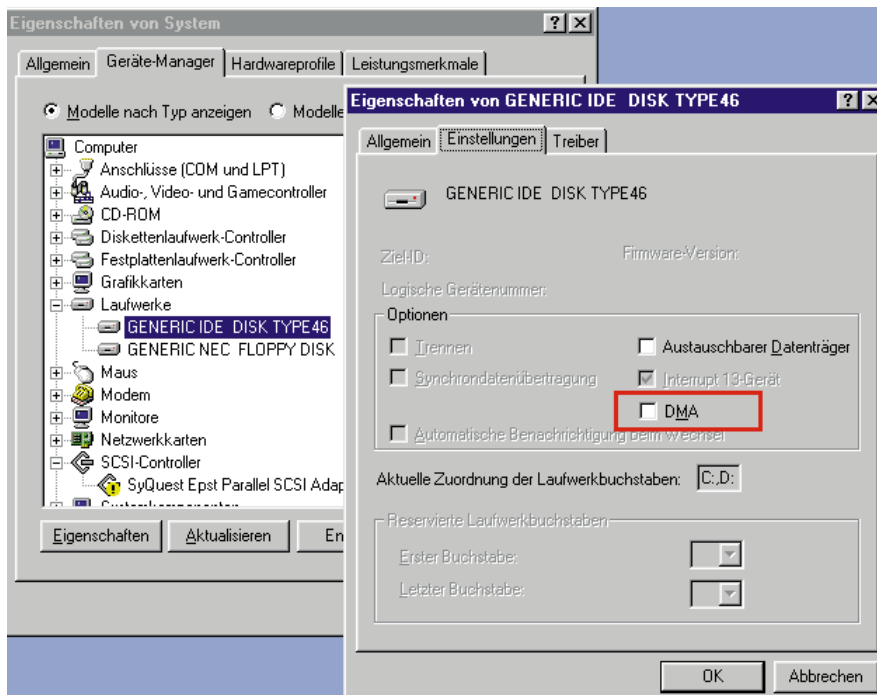 Eigenschaften von System
Allgemein Geräte-Manager Hardwareprofile Leistungsmerkmale
Modelle nach Typ anzeigen Modelle
Computer
Anschlüsse (COM und LPT)
Audio-, Video- und Gamecontroller
CD-ROM
Diskettenlaufwerk-Controller
Festplattenlaufwerk-Controller
Grafikkarten
Laufwerke
GENERIC IDE DISK TYPE46
GENERIC NEC FLOPPY DISK
Maus
Modem
Monitore
Netzwerkkarten
SCSI-Controller
SyQuest Epst Parallel SCSI Adap
Systemkomponenten
Eigenschaften Aktualisieren En
Eigenschaften von GENERIC IDE DISK TYPE46
Allgemein Einstellungen Treiber
GENERIC IDE DISK TYPE46
Ziel-ID: Firmware-Version:
Logische Gerätenummer:
Optionen
Trennen Austauschbarer Datenträger
Synchrondatenübertragung Interrupt 13-Gerät
DMA
Automatische Benachrichtigung beim Wechsel
Aktuelle Zuordnung der Laufwerkbuchstaben: C:,D:
Reservierte Laufwerkbuchstaben
Erster Buchstabe:
Letzter Buchstabe:
OK Abbrechen